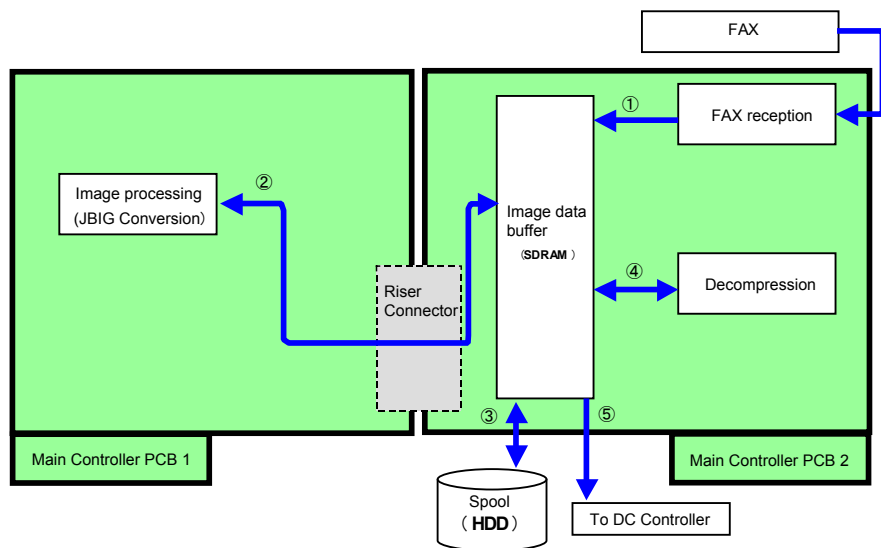 FAX
①
FAX reception
Image processing
(JBIG Conversion)
②
Image data
buffer
(SDRAM)
④
Decompression
Riser
Connector
③
⑤
Main Controller PCB 1
Main Controller PCB 2
Spool
(HDD)
To DC Controller